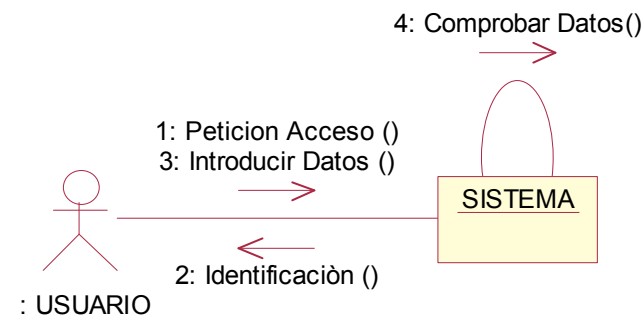 4: Comprobar Datos()
1: Peticion Acceso ()
3: Introducir Datos ()
SISTEMA
2: Identificaciòn ()
: USUARIO